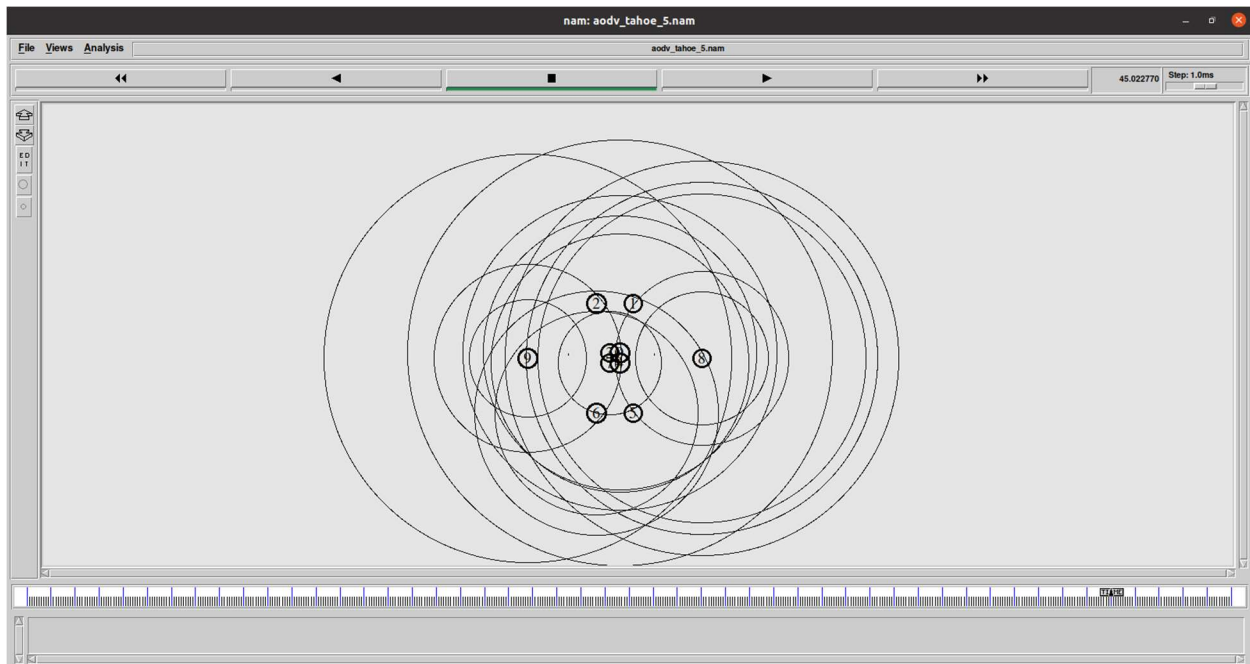 nam: aodv_tahoe_5.nam
File Views Analysis aodv_tahoe_5.nam
45.022770 Step: 1.0ms
ED
IT
2 1
9 8
6 5
TIME